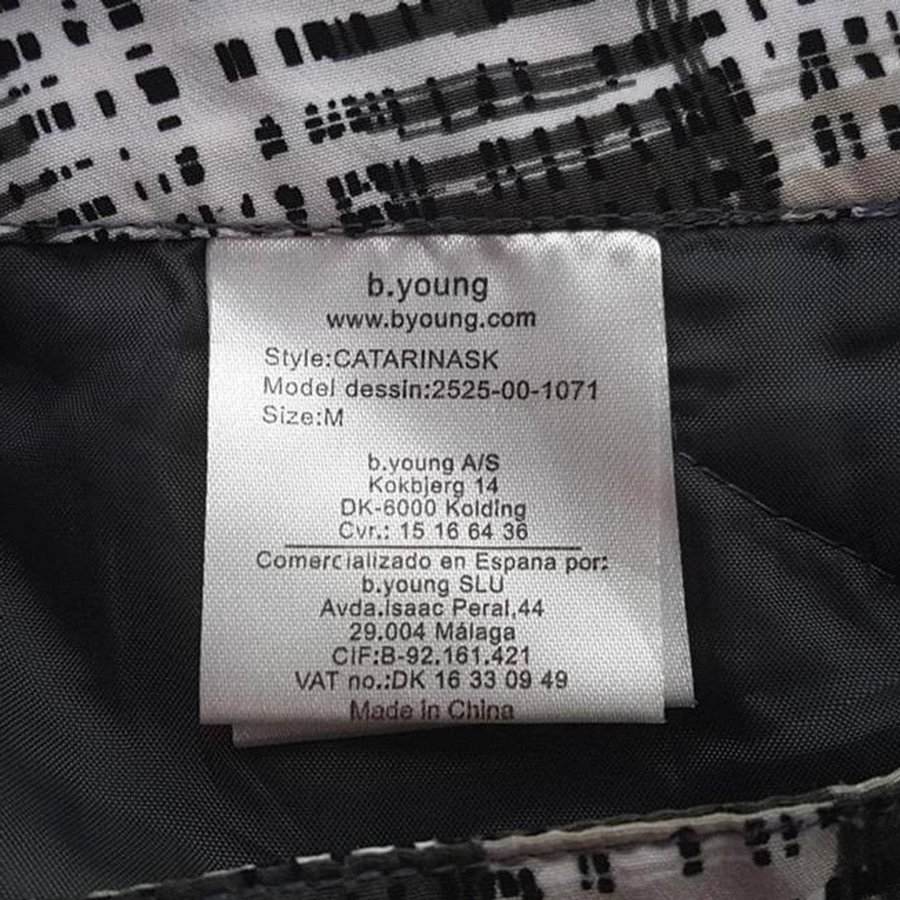 b.young
www.byoung.com
Style:CATARINASK
Model dessin:2525-00-1071
Size:M
b.young A/S
Kokbjerg 14
DK-6000 Kolding
Cvr.: 15 16 64 36
Comercializado en Espana por:
b.young SLU
Avda.Isaac Peral,44
29.004 Málaga
CIF:B-92.161.421
VAT no.:DK 16 33 09 49
Made in China